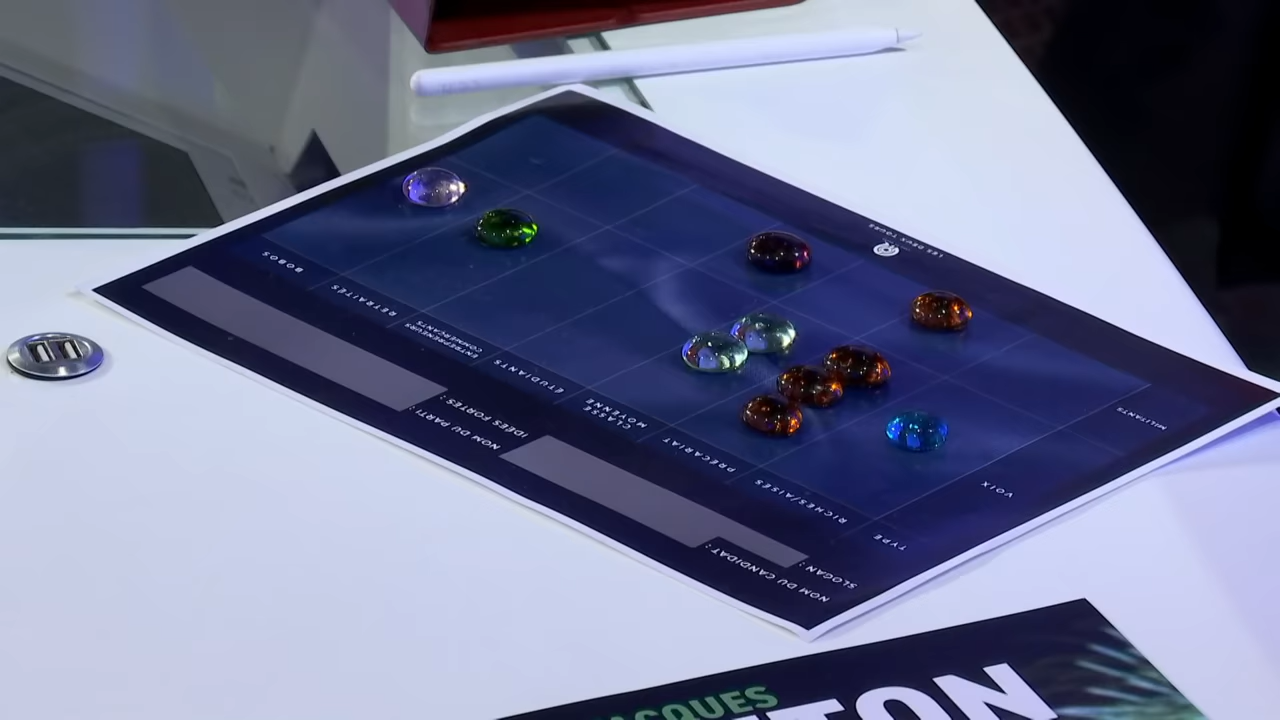 NOM DU CANDIDAT :
SLOGAN :
NOM DU PARTI :
IDÉES FORTES :
TYPE
RICHES/AISÉS
PRÉCARIAT
CLASSE
MOYENNE
ÉTUDIANTS
ENTREPRENEURS
COMMERÇANTS
RETRAITÉS
BOBOS
VOIX
MILITANTS
LES DEUX TOURS
JACQUES